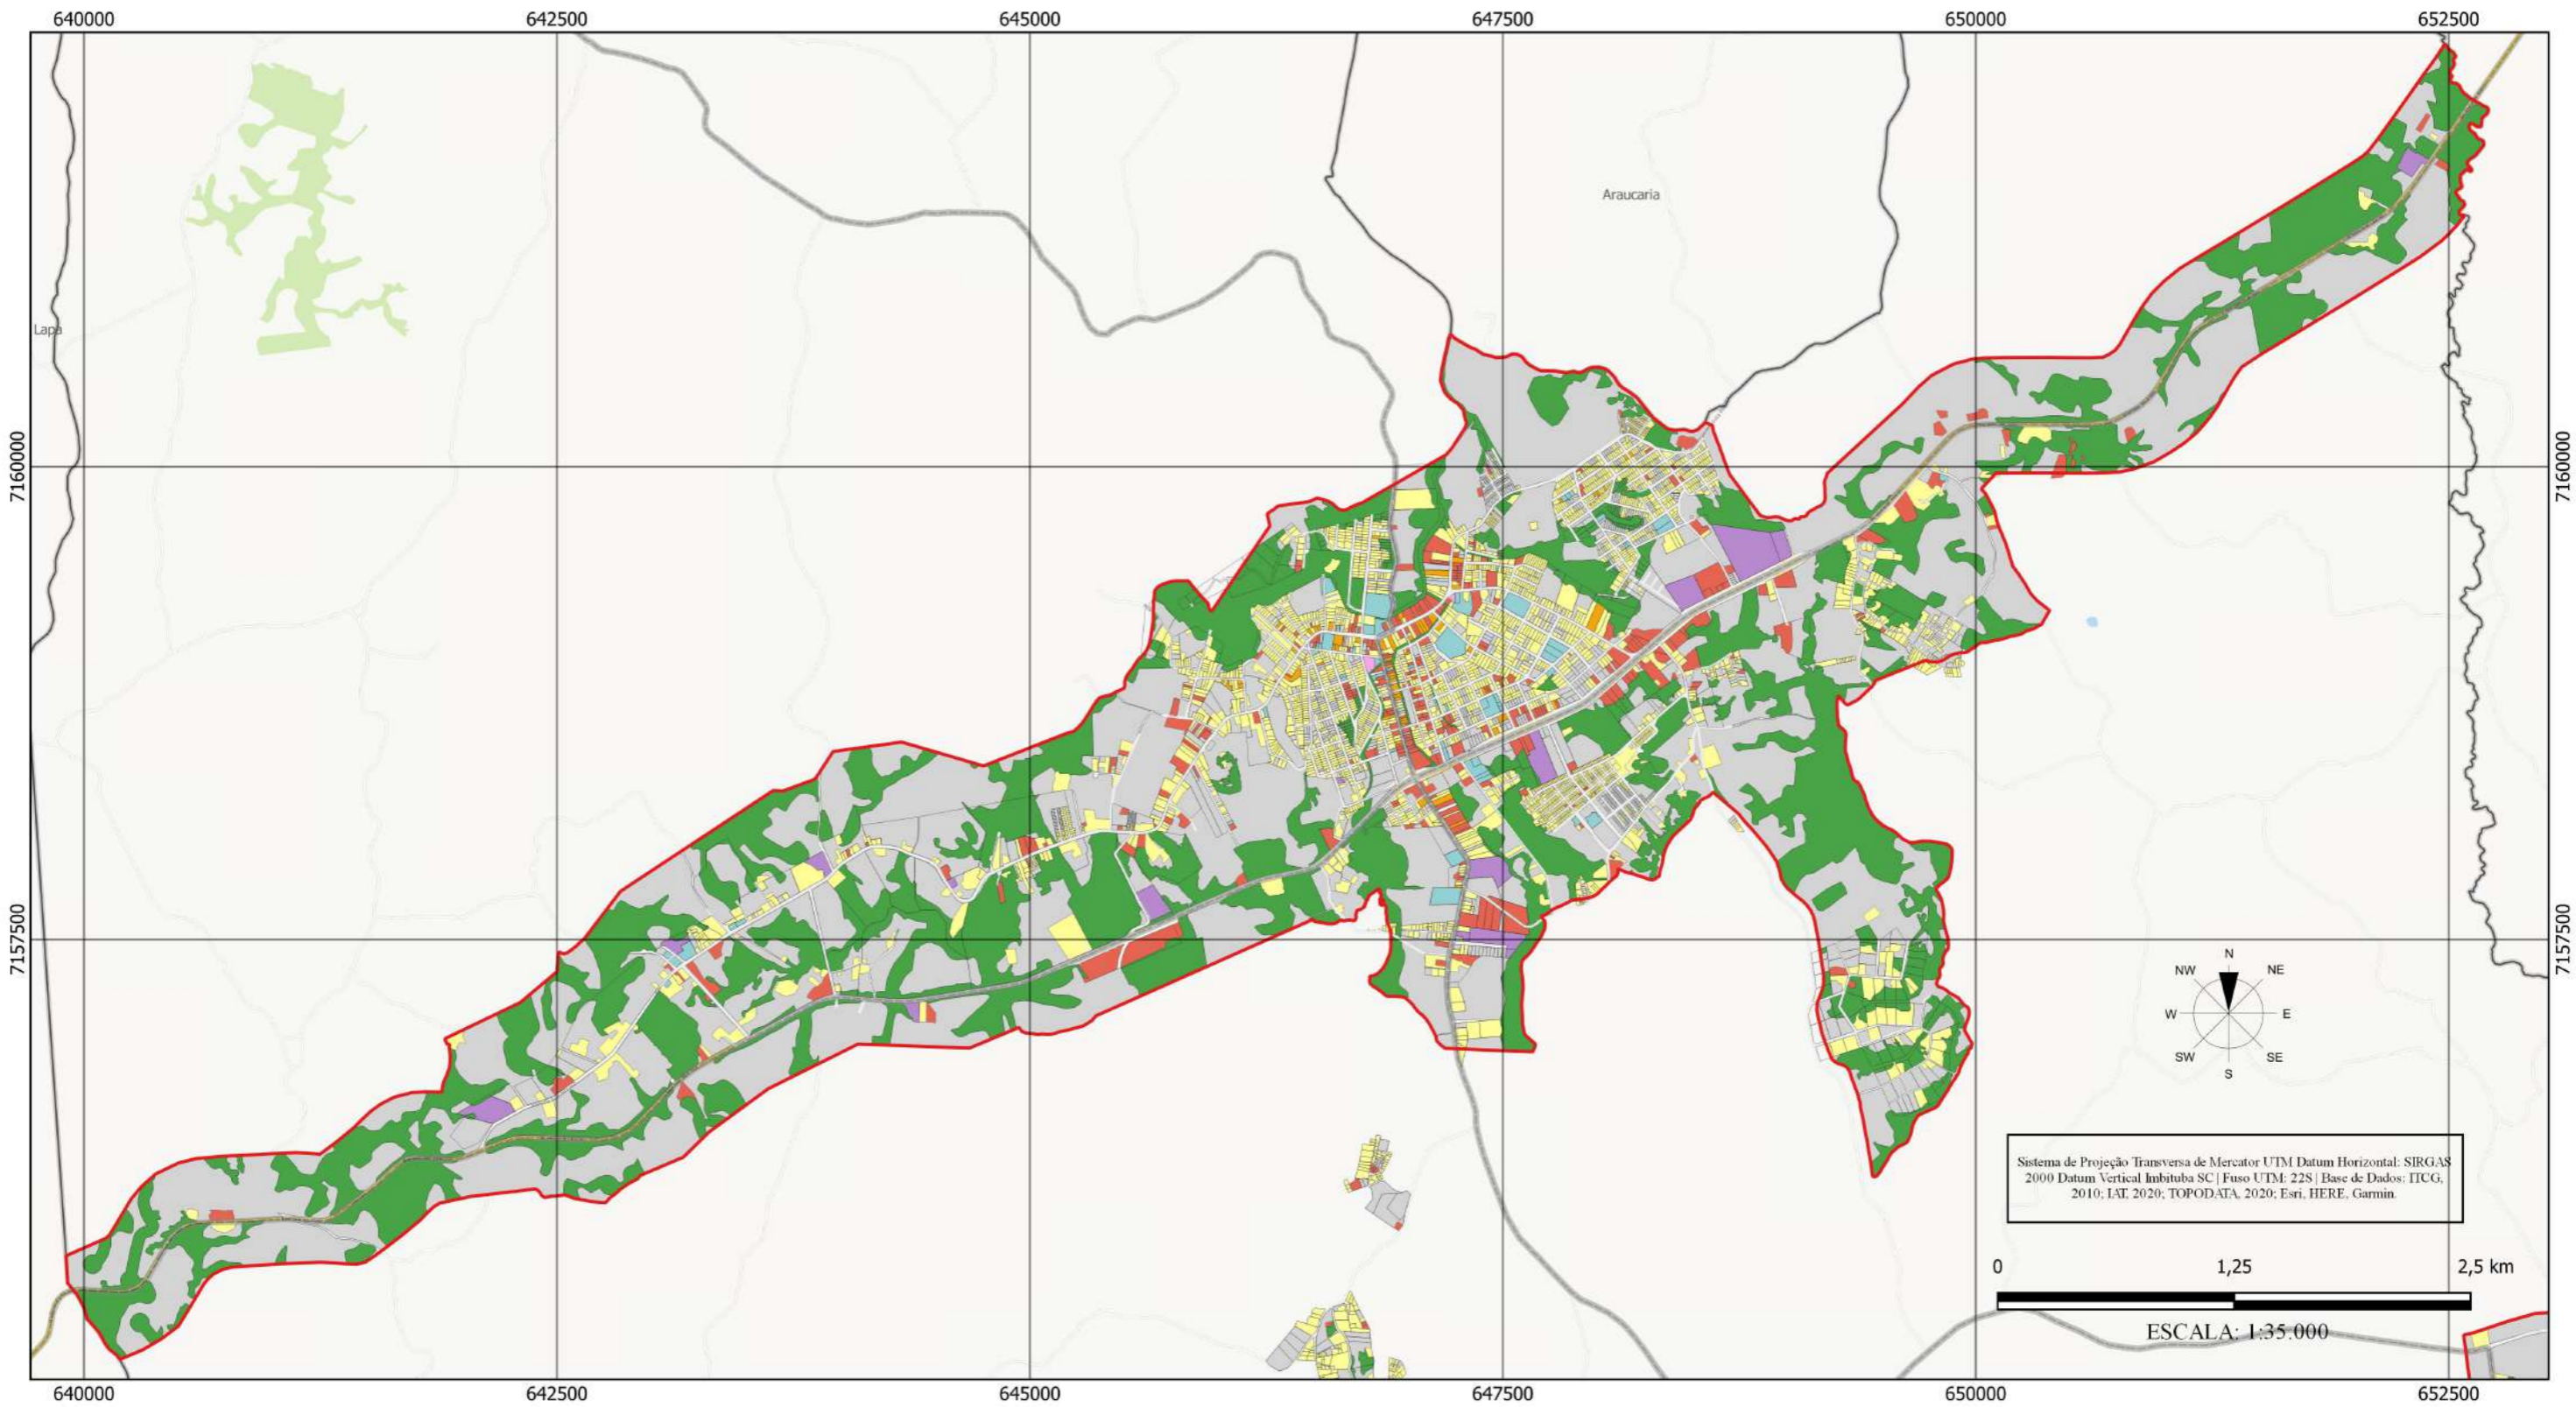 640000
642500
645000
647500
650000
652500
Araucaria
Lapa
7160000
7160000
7157500
7157500
N
NW
NE
W
E
SW
SE
S
Sistema de Projeção Transversa de Mercator UTM Datum Horizontal: SIRGAS
2000 Datum Vertical Imbituba SC | Fuso UTM: 22S | Base de Dados: ITCG,
2010; IAT, 2020; TOPODATA, 2020; Esri, HERE, Garmin.
0
1,25
2,5 km
ESCALA: 1:35.000
640000
642500
645000
647500
650000
652500